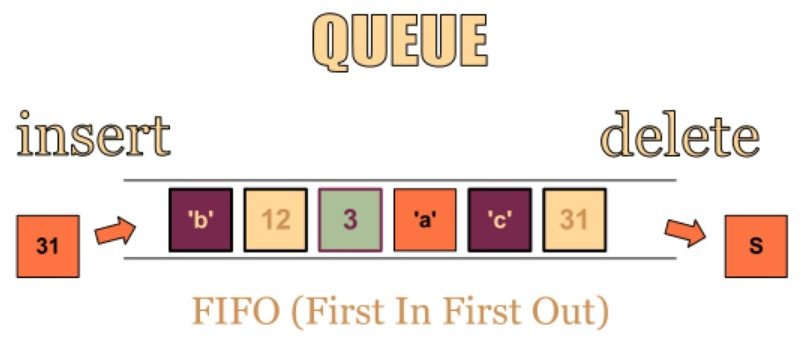 QUEUE
insert delete
31 'b' 12 3 'a' 'c' 31 S
FIFO (First In First Out)